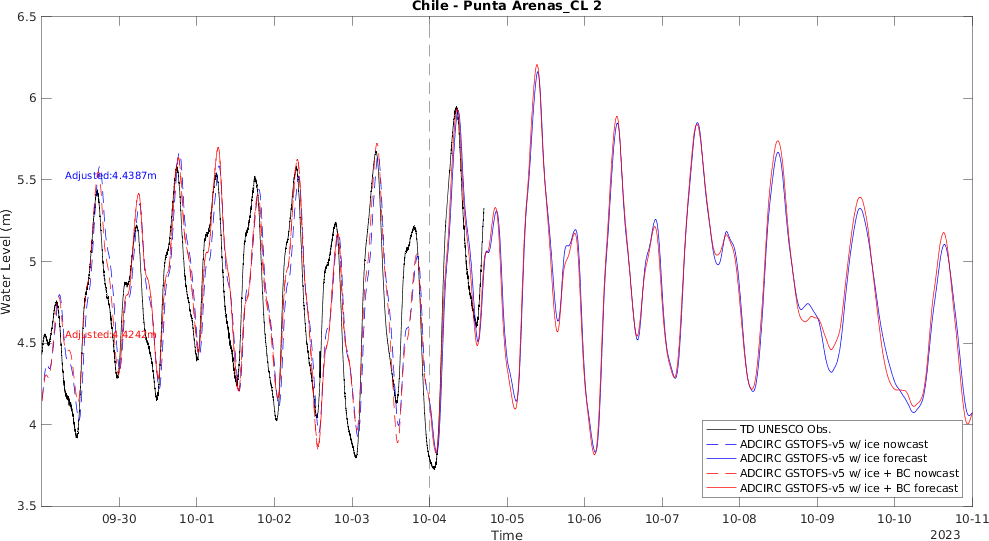 Chile - Punta Arenas_CL 2
6.5
6
5.5
5
4.5
4
3.5
Water Level (m)
Adjusted:4.4387m
Adjusted:4.4242m
TD UNESCO Obs.
ADCIRC GSTOFS-v5 w/ ice nowcast
ADCIRC GSTOFS-v5 w/ ice forecast
ADCIRC GSTOFS-v5 w/ ice + BC nowcast
ADCIRC GSTOFS-v5 w/ ice + BC forecast
09-30 10-01 10-02 10-03 10-04 10-05 10-06 10-07 10-08 10-09 10-10 10-11
Time
2023